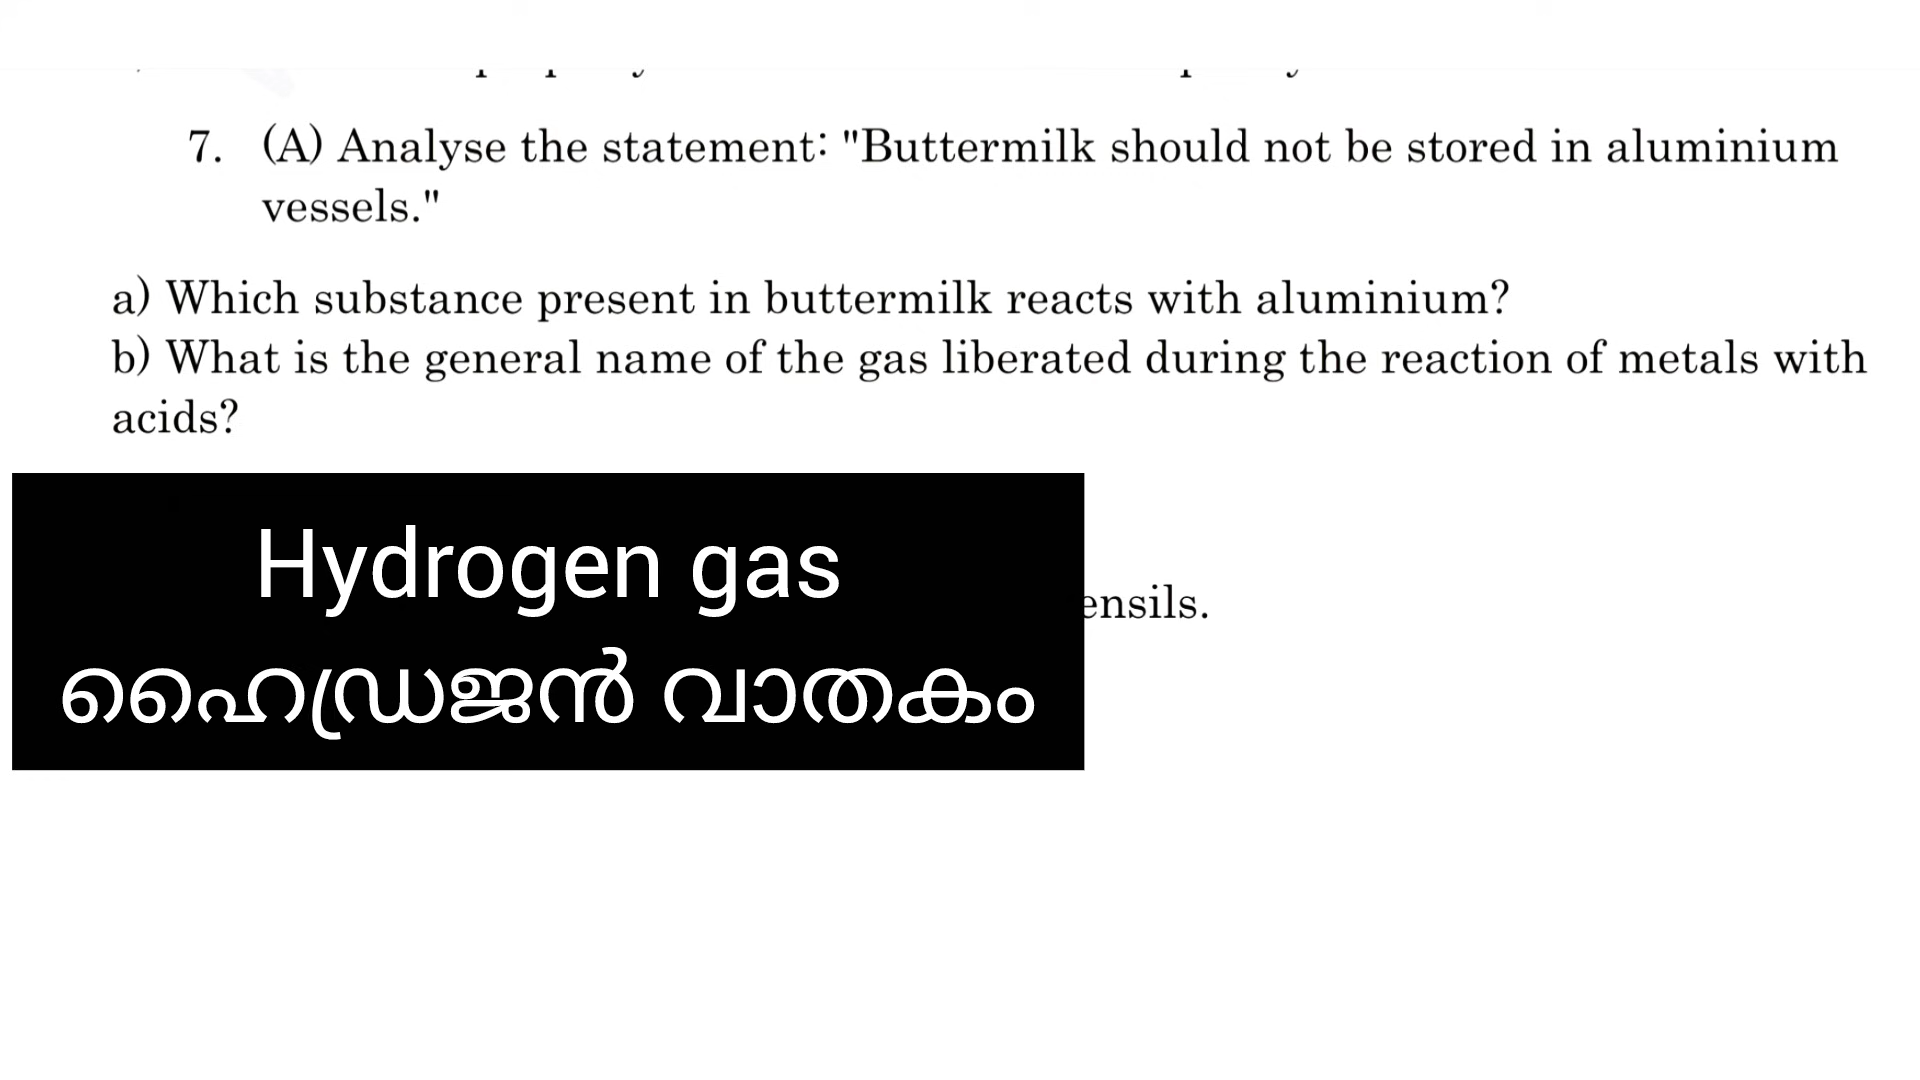 7. (A) Analyse the statement: "Buttermilk should not be stored in aluminium
vessels."
a) Which substance present in buttermilk reacts with aluminium?
b) What is the general name of the gas liberated during the reaction of metals with
acids?
Hydrogen gas
ensils.
ഹൈഡ്രജൻ വാതകം